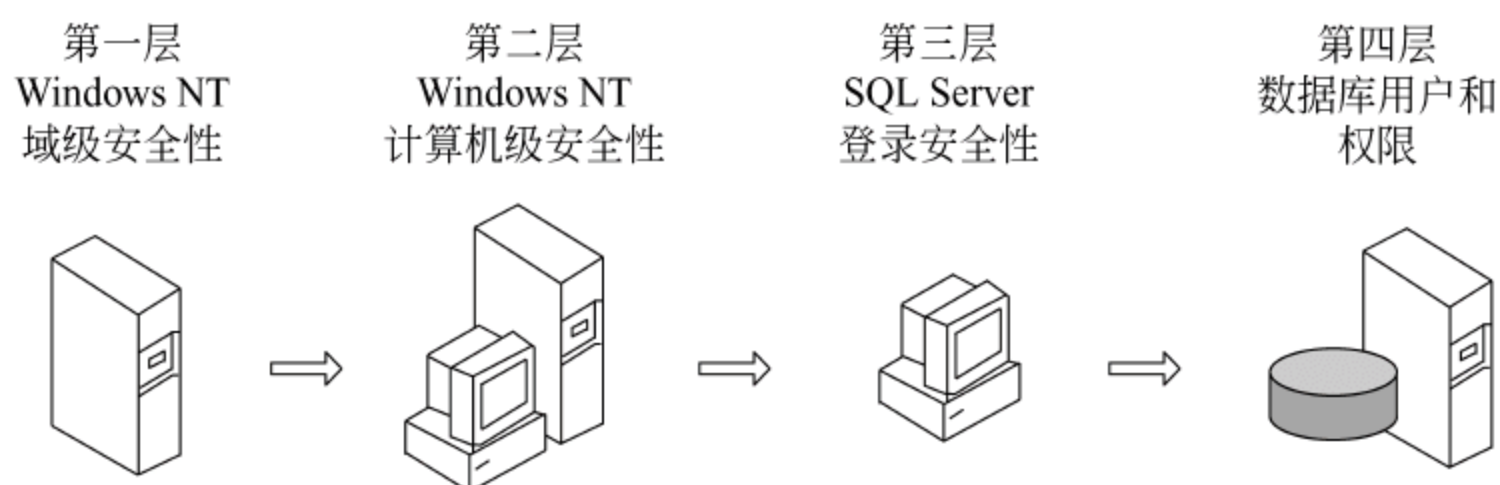 第一层
Windows NT
域级安全性
第二层
Windows NT
计算机级安全性
第三层
SQL Server
登录安全性
第四层
数据库用户和
权限